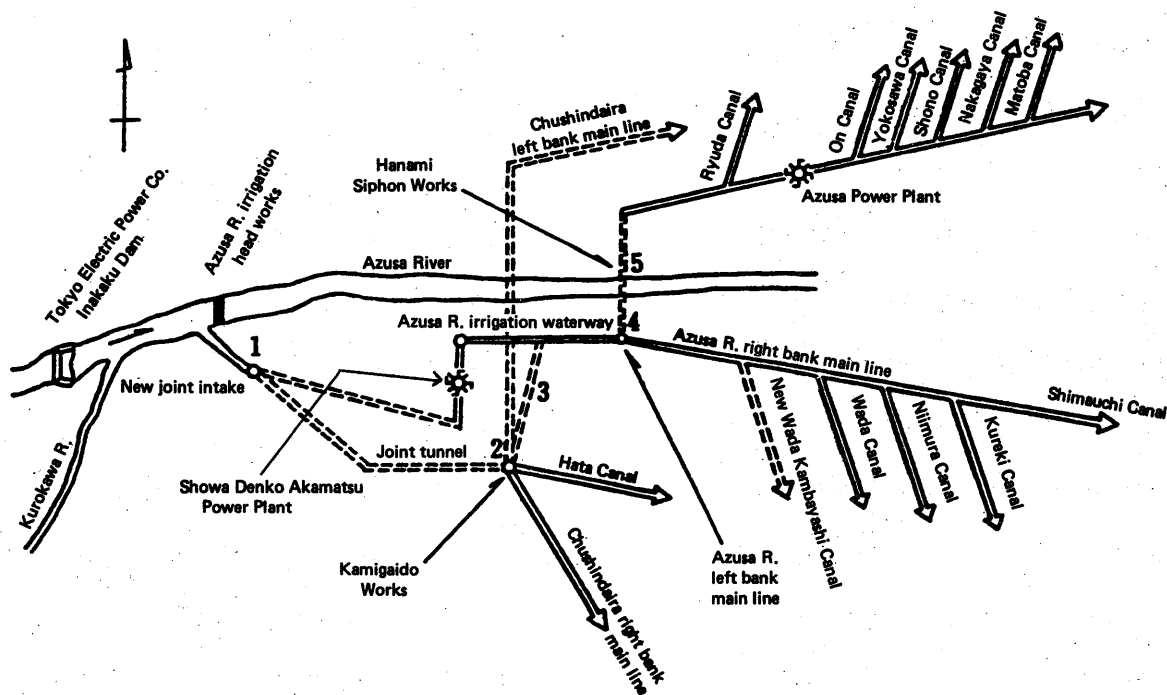 On Canal
Yokosawa Canal
Shono Canal
Nakagaya Canal
Matoba Canal
Ryuda Canal
Chushindaira
left bank main line
Hanami
Siphon Works
Azusa Power Plant
Tokyo Electric Power Co.
Inakaku Dam
Azusa R. irrigation
head works
Azusa River
5
Azusa R. irrigation waterway
4
1
New joint intake
Azusa R. right bank main line
Shimauchi Canal
3
2
Joint tunnel
Hata Canal
Showa Denko Akamatsu
Power Plant
Kurokawa R.
Kamigaido
Works
Chushindaira right bank
main line
Azusa R.
left bank
main line
New Wada Kambayashi Canal
Wada Canal
Niimura Canal
Kureki Canal